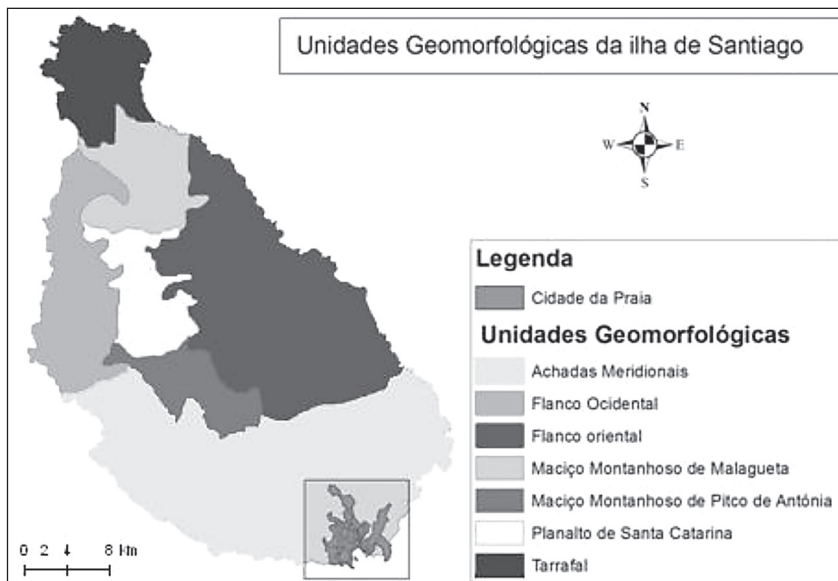 Unidades Geomorfológicas da ilha de Santiago
N
W E
S
Legenda
Cidade da Praia
Unidades Geomorfológicas
Achadas Meridionais
Flanco Ocidental
Flanco oriental
Maciço Montanhoso de Malagueta
Maciço Montanhoso de Pitco de Antónia
Planalto de Santa Catarina
Tarrafal
0 2 4 8 km